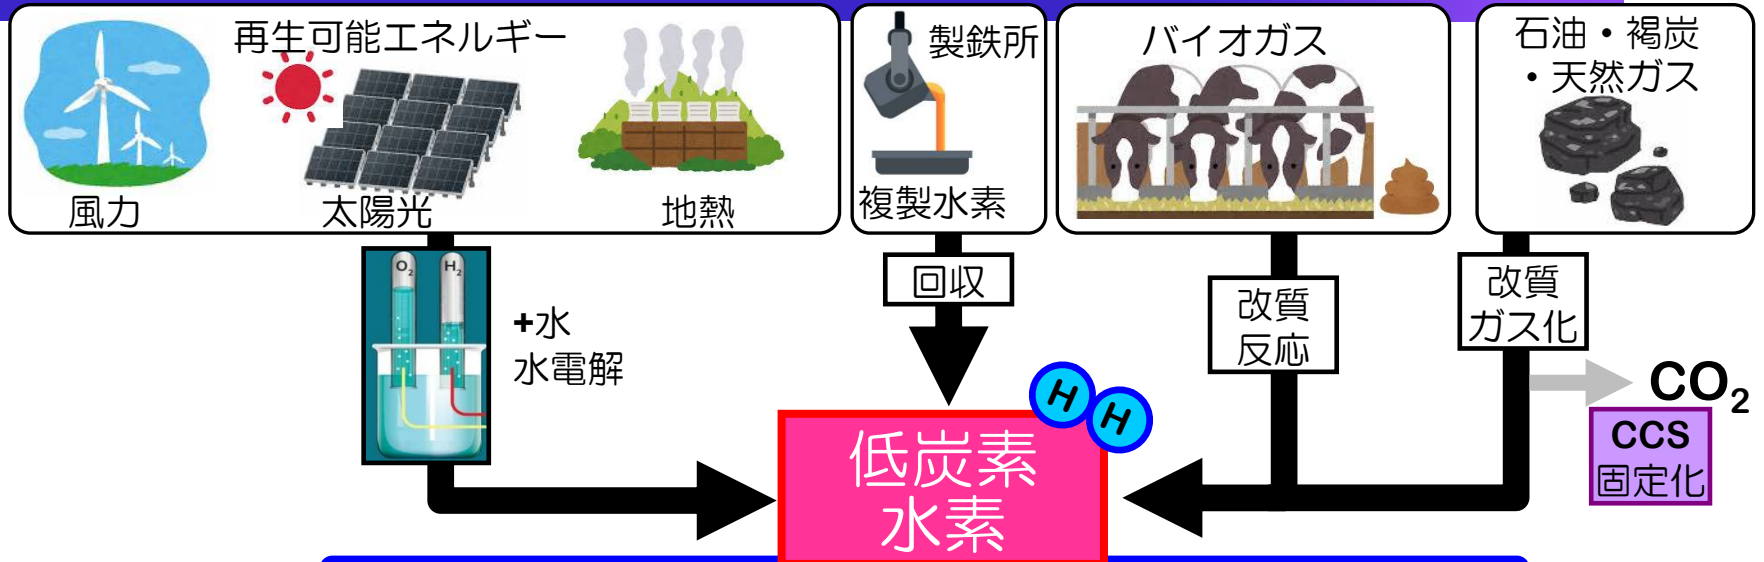 再生可能エネルギー
風力
太陽光
地熱
製鉄所
複製水素
バイオガス
石油・褐炭
・天然ガス
O2
H2
+水
水電解
回収
改質
反応
改質
ガス化
CO2
CCS
固定化
H
H
低炭素
水素